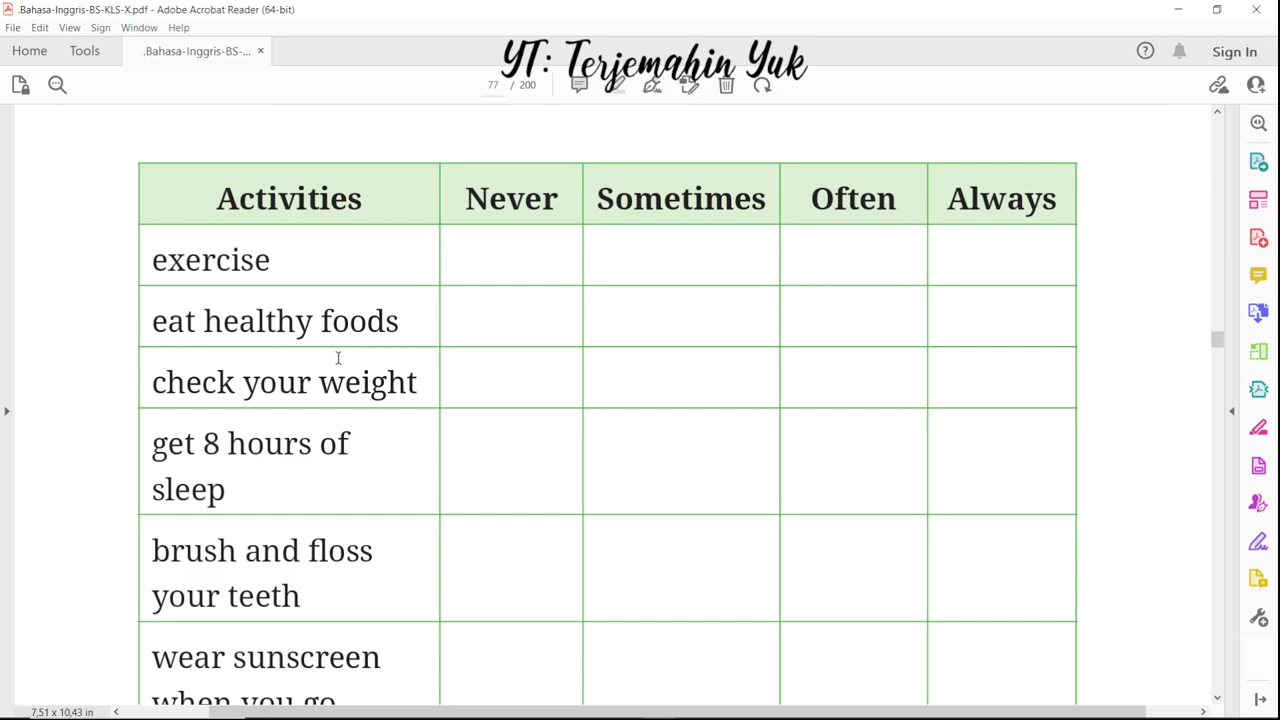 .Bahasa-Inggris-BS-KLS-X.pdf - Adobe Acrobat Reader (64-bit)
File Edit View Sign Window Help
Home Tools .Bahasa-Inggris-BS-... × Sign In
YT: Terjemahin Yuk
77 / 200
Activities Never Sometimes Often Always
exercise
eat healthy foods
check your weight
get 8 hours of
sleep
brush and floss
your teeth
wear sunscreen
when you go
7,51 x 10,43 in